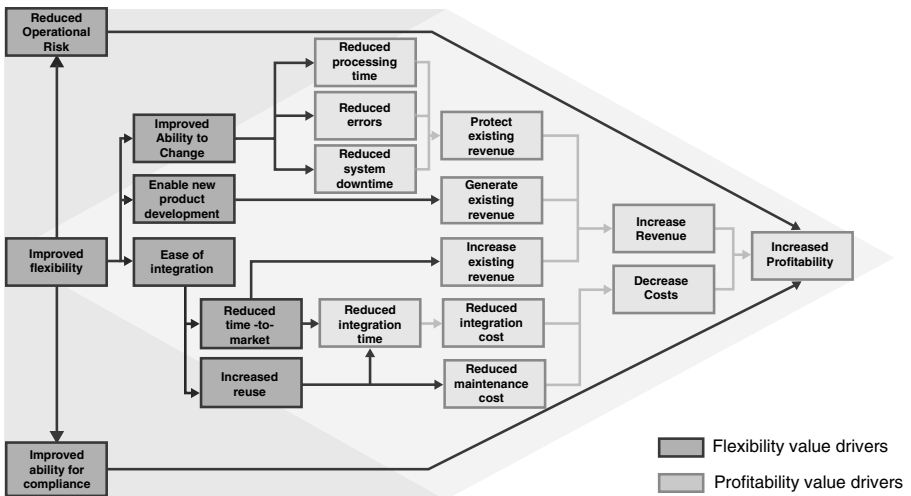 Reduced
Operational
Risk
Reduced
processing
time
Reduced
errors
Improved
Ability to
Change
Protect
existing
revenue
Reduced
system
downtime
Enable new
product
development
Generate
existing
revenue
Increase
Revenue
Improved
flexibility
Ease of
integration
Increase
existing
revenue
Increased
Profitability
Decrease
Costs
Reduced
time -to-
market
Reduced
integration
time
Reduced
integration
cost
Increased
reuse
Reduced
maintenance
cost
Improved
ability for
compliance
Flexibility value drivers
Profitability value drivers